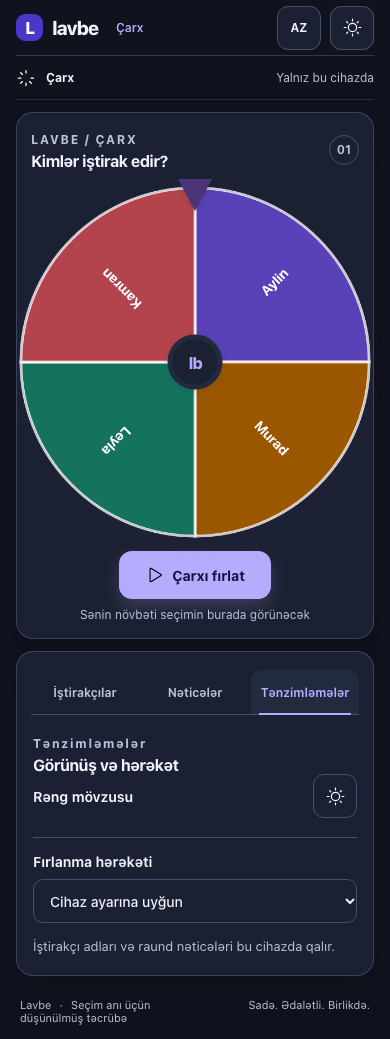 L lavbe Çarx AZ
Çarx Yalnız bu cihazda
LAVBE / ÇARX
Kimlər iştirak edir? 01
Kamran Aylin
lb
Leyla Murad
Çarxı fırlat
Sənin növbəti seçimin burada görünəcək
İştirakçılar Nəticələr Tənzimləmələr
Tənzimləmələr
Görünüş və hərəkət
Rəng mövzusu
Fırlanma hərəkəti
Cihaz ayarına uyğun
İştirakçı adları və raund nəticələri bu cihazda qalır.
Lavbe · Seçim anı üçün Sadə. Ədalətli. Birlikdə.
düşünülmüş təcrübə